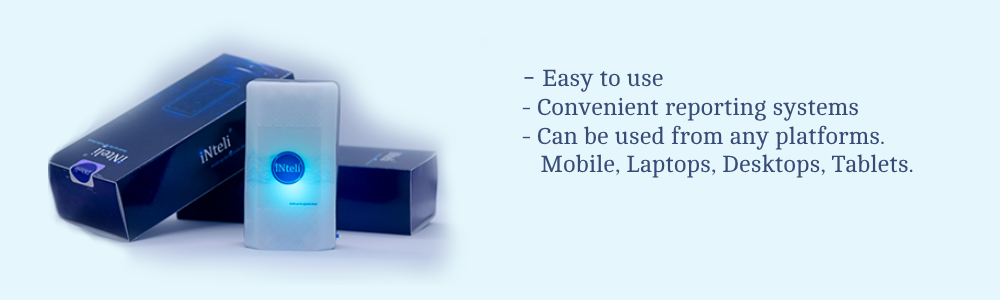 - Easy to use
- Convenient reporting systems
- Can be used from any platforms.
Mobile, Laptops, Desktops, Tablets.
iNteli
iNteli
iNteli